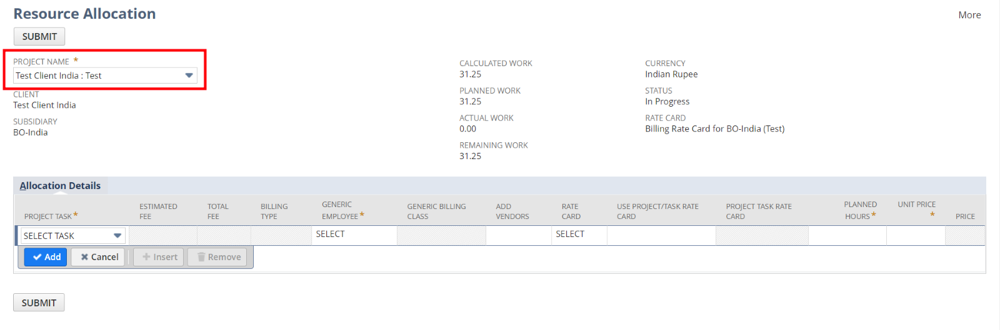 Resource Allocation
More
SUBMIT
PROJECT NAME *
Test Client India : Test
CLIENT
Test Client India
SUBSIDIARY
BO-India
CALCULATED WORK
31.25
PLANNED WORK
31.25
ACTUAL WORK
0.00
REMAINING WORK
31.25
CURRENCY
Indian Rupee
STATUS
In Progress
RATE CARD
Billing Rate Card for BO-India (Test)
Allocation Details
PROJECT TASK *
ESTIMATED
FEE
TOTAL
FEE
BILLING
TYPE
GENERIC
EMPLOYEE *
GENERIC BILLING
CLASS
ADD
VENDORS
RATE
CARD
USE PROJECT/TASK RATE
CARD
PROJECT TASK RATE
CARD
PLANNED
HOURS *
UNIT PRICE
*
PRICE
SELECT TASK
SELECT
SELECT
Add
Cancel
Insert
Remove
SUBMIT